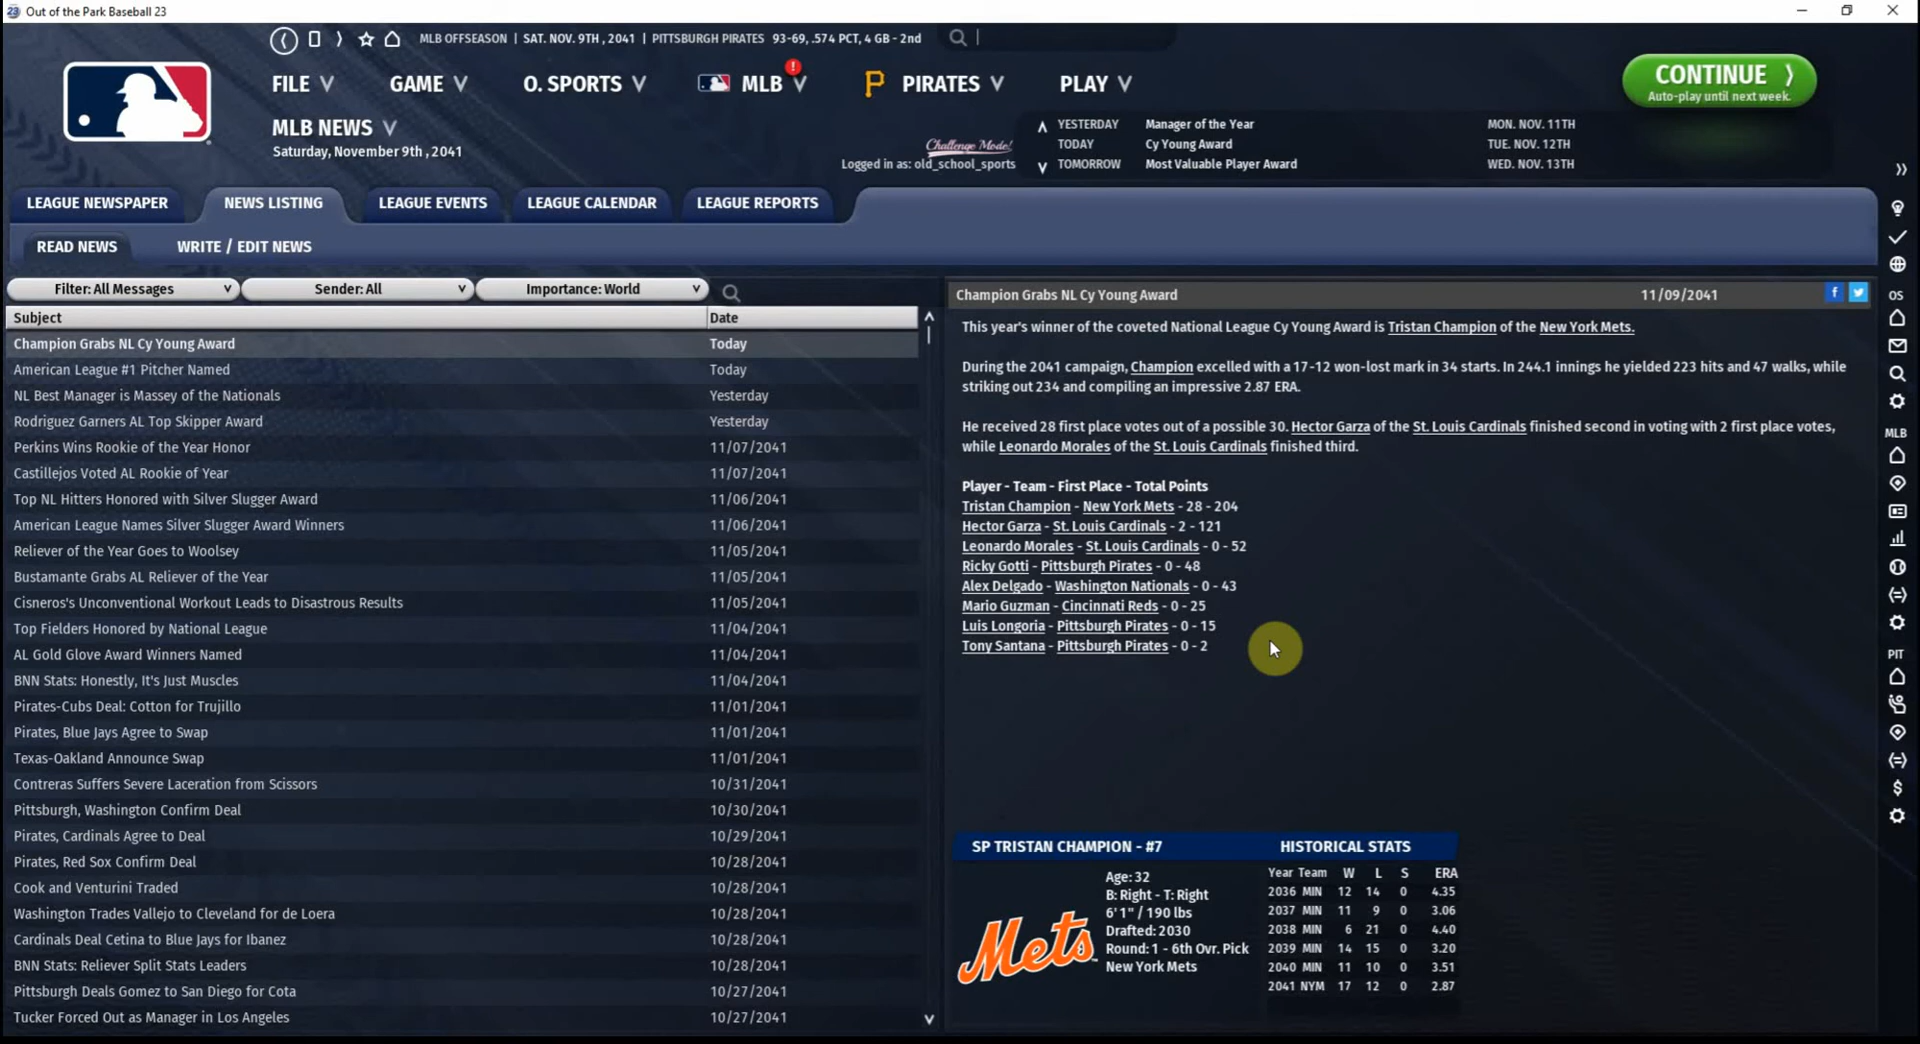 Out of the Park Baseball 23
MLB OFFSEASON | SAT. NOV. 9TH , 2041 | PITTSBURGH PIRATES 93-69, .574 PCT, 4 GB - 2nd
FILE GAME O. SPORTS MLB PIRATES PLAY
CONTINUE
Auto-play until next week.
MLB NEWS
Saturday, November 9th , 2041
Challenge Mode!
Logged in as: old_school_sports
YESTERDAY Manager of the Year MON. NOV. 11TH
TODAY Cy Young Award TUE. NOV. 12TH
TOMORROW Most Valuable Player Award WED. NOV. 13TH
LEAGUE NEWSPAPER NEWS LISTING LEAGUE EVENTS LEAGUE CALENDAR LEAGUE REPORTS
READ NEWS WRITE / EDIT NEWS
Filter: All Messages Sender: All Importance: World
Subject Date
Champion Grabs NL Cy Young Award Today
American League #1 Pitcher Named Today
NL Best Manager is Massey of the Nationals Yesterday
Rodriguez Garners AL Top Skipper Award Yesterday
Perkins Wins Rookie of the Year Honor 11/07/2041
Castillejos Voted AL Rookie of Year 11/07/2041
Top NL Hitters Honored with Silver Slugger Award 11/06/2041
American League Names Silver Slugger Award Winners 11/06/2041
Reliever of the Year Goes to Woolsey 11/05/2041
Bustamante Grabs AL Reliever of the Year 11/05/2041
Cisneros's Unconventional Workout Leads to Disastrous Results 11/05/2041
Top Fielders Honored by National League 11/04/2041
AL Gold Glove Award Winners Named 11/04/2041
BNN Stats: Honestly, It's Just Muscles 11/04/2041
Pirates-Cubs Deal: Cotton for Trujillo 11/01/2041
Pirates, Blue Jays Agree to Swap 11/01/2041
Texas-Oakland Announce Swap 11/01/2041
Contreras Suffers Severe Laceration from Scissors 10/31/2041
Pittsburgh, Washington Confirm Deal 10/30/2041
Pirates, Cardinals Agree to Deal 10/29/2041
Pirates, Red Sox Confirm Deal 10/28/2041
Cook and Venturini Traded 10/28/2041
Washington Trades Vallejo to Cleveland for de Loera 10/28/2041
Cardinals Deal Cetina to Blue Jays for Ibanez 10/28/2041
BNN Stats: Reliever Split Stats Leaders 10/28/2041
Pittsburgh Deals Gomez to San Diego for Cota 10/27/2041
Tucker Forced Out as Manager in Los Angeles 10/27/2041
Champion Grabs NL Cy Young Award 11/09/2041
This year's winner of the coveted National League Cy Young Award is Tristan Champion of the New York Mets.
During the 2041 campaign, Champion excelled with a 17-12 won-lost mark in 34 starts. In 244.1 innings he yielded 223 hits and 47 walks, while
striking out 234 and compiling an impressive 2.87 ERA.
He received 28 first place votes out of a possible 30. Hector Garza of the St. Louis Cardinals finished second in voting with 2 first place votes,
while Leonardo Morales of the St. Louis Cardinals finished third.
Player - Team - First Place - Total Points
Tristan Champion - New York Mets - 28 - 204
Hector Garza - St. Louis Cardinals - 2 - 121
Leonardo Morales - St. Louis Cardinals - 0 - 52
Ricky Gotti - Pittsburgh Pirates - 0 - 48
Alex Delgado - Washington Nationals - 0 - 43
Mario Guzman - Cincinnati Reds - 0 - 25
Luis Longoria - Pittsburgh Pirates - 0 - 15
Tony Santana - Pittsburgh Pirates - 0 - 2
SP TRISTAN CHAMPION - #7
Mets
Age: 32
B: Right - T: Right
6' 1" / 190 lbs
Drafted: 2030
Round: 1 - 6th Ovr. Pick
New York Mets
HISTORICAL STATS
Year Team W L S ERA
2036 MIN 12 14 0 4.35
2037 MIN 11 9 0 3.06
2038 MIN 6 21 0 4.40
2039 MIN 14 15 0 3.20
2040 MIN 11 10 0 3.51
2041 NYM 17 12 0 2.87
OS
MLB
PIT